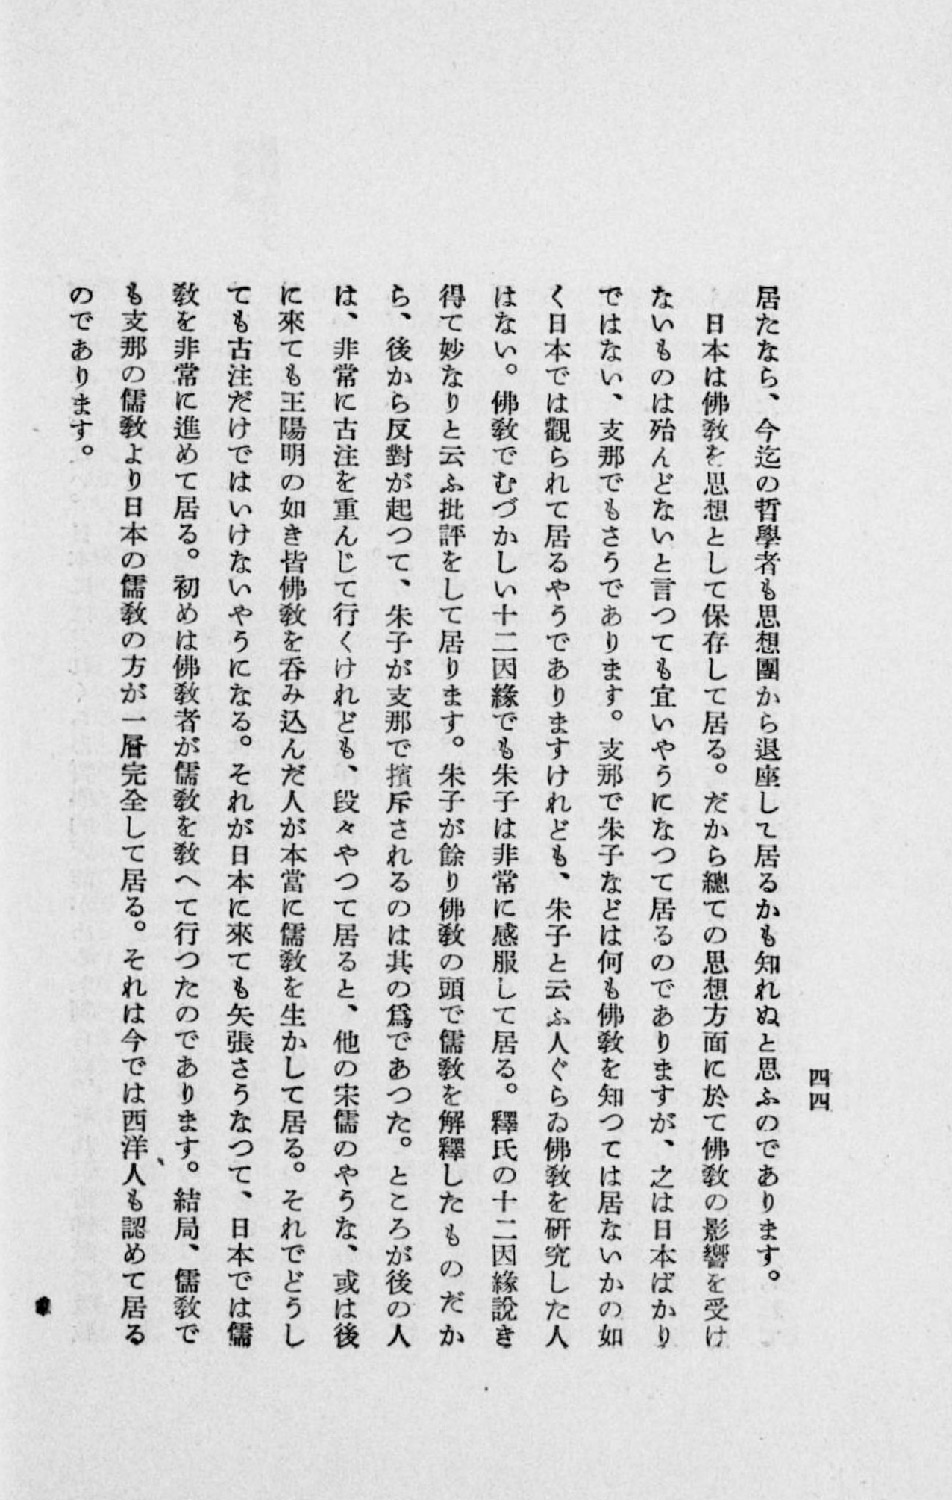 四四
居たなら、今迄の哲學者も思想團から退座して居るかも知れぬと思ふのであります。
日本は佛敎を思想として保存して居る。だから總ての思想方面に於て佛敎の影響を受け
ないものは殆んどないと言つても宜いやうになつて居るのでありますが、之は日本ばかり
ではない、支那でもさうであります。支那で朱子などは何も佛敎を知つては居ないかの如
く日本では觀られて居るやうでありますけれども、朱子と云ふ人ぐらゐ佛敎を硏究した人
はない。佛敎でむづかしい十二因緣でも朱子は非常に感服して居る。釋氏の十二因緣說き
得て妙なりと云ふ批評をして居ります。朱子が餘り佛敎の頭で儒敎を解釋したものだか
ら、後から反對が起つて、朱子が支那で擯斥されるのは其の爲であつた。ところが後の人
は、非常に古注を重んじて行くけれども、段々やつて居ると、他の宋儒のやうな、或は後
に來ても王陽明の如き皆佛敎を呑み込んだ人が本當に儒敎を生かして居る。それでどうし
ても古注だけではいけないやうになる。それが日本に來ても矢張さうなつて、日本では儒
敎を非常に進めて居る。初めは佛敎者が儒敎を敎へて行つたのであります。結局、儒敎で
も支那の儒敎より日本の儒敎の方が一層完全して居る。それは今では西洋人も認めて居る
のであります。